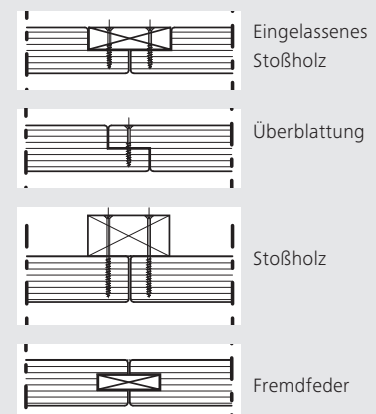 Eingelassenes
Stoßholz
Überblattung
Stoßholz
Fremdfeder